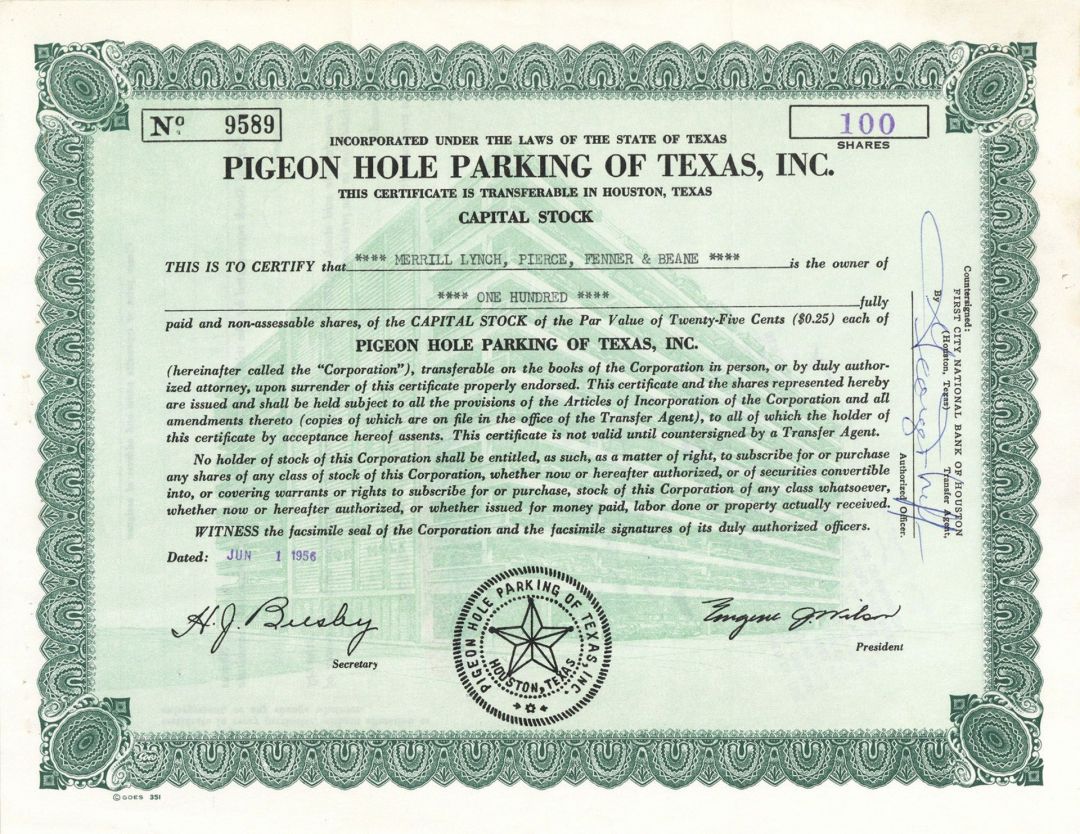 Nº 9589
100
SHARES
INCORPORATED UNDER THE LAWS OF THE STATE OF TEXAS
PIGEON HOLE PARKING OF TEXAS, INC.
THIS CERTIFICATE IS TRANSFERABLE IN HOUSTON, TEXAS
CAPITAL STOCK
THIS IS TO CERTIFY that **** MERRILL LYNCH, PIERCE, FENNER & BEANE **** is the owner of
**** ONE HUNDRED **** fully
paid and non-assessable shares, of the CAPITAL STOCK of the Par Value of Twenty-Five Cents ($0.25) each of
PIGEON HOLE PARKING OF TEXAS, INC.
(hereinafter called the "Corporation"), transferable on the books of the Corporation in person, or by duly author-
ized attorney, upon surrender of this certificate properly endorsed. This certificate and the shares represented hereby
are issued and shall be held subject to all the provisions of the Articles of Incorporation of the Corporation and all
amendments thereto (copies of which are on file in the office of the Transfer Agent), to all of which the holder of
this certificate by acceptance hereof assents. This certificate is not valid until countersigned by a Transfer Agent.
No holder of stock of this Corporation shall be entitled, as such, as a matter of right, to subscribe for or purchase
any shares of any class of stock of this Corporation, whether now or hereafter authorized, or of securities convertible
into, or covering warrants or rights to subscribe for or purchase, stock of this Corporation of any class whatsoever,
whether now or hereafter authorized, or whether issued for money paid, labor done or property actually received.
WITNESS the facsimile seal of the Corporation and the facsimile signatures of its duly authorized officers.
Dated: JUN 1 1956
H. J. Busby
Secretary
PIGEON HOLE PARKING OF TEXAS, INC.
HOUSTON, TEXAS
Eugene J Wilson
President
Countersigned:
FIRST CITY NATIONAL BANK OF HOUSTON
(Houston, Texas) Transfer Agent,
By
Authorized Officer.
GOES
© GOES 351